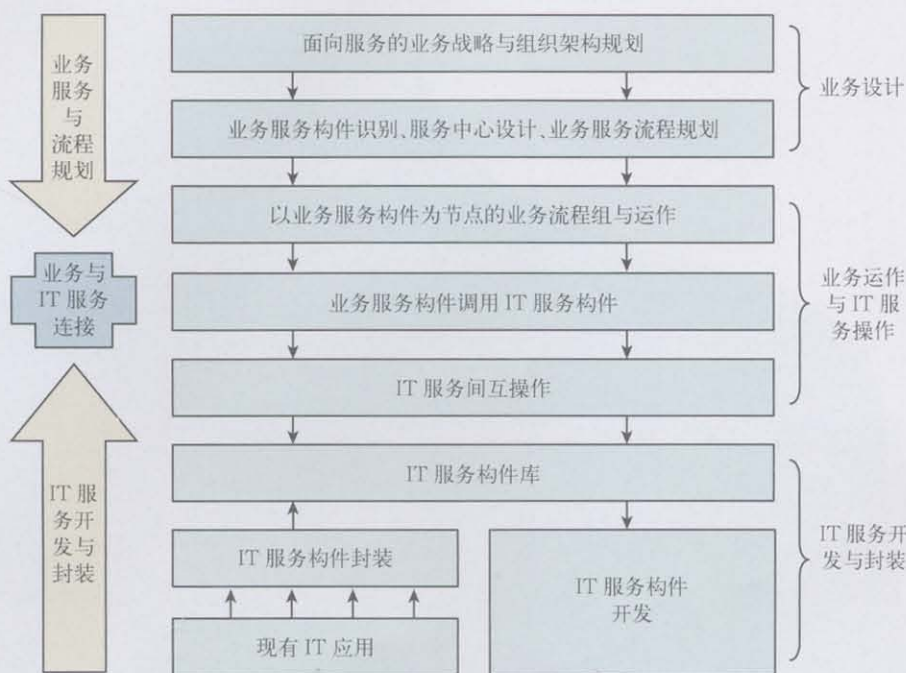 业务
服务
与
流程
规划
业务与
IT 服务
连接
IT 服
务开
发与
封装
面向服务的业务战略与组织架构规划
业务服务构件识别、服务中心设计、业务服务流程规划
以业务服务构件为节点的业务流程组与运作
业务服务构件调用 IT 服务构件
IT 服务间互操作
IT 服务构件库
IT 服务构件封装
现有 IT 应用
IT 服务构件
开发
业务设计
业务运作
与 IT 服
务操作
IT 服务开
发与封装